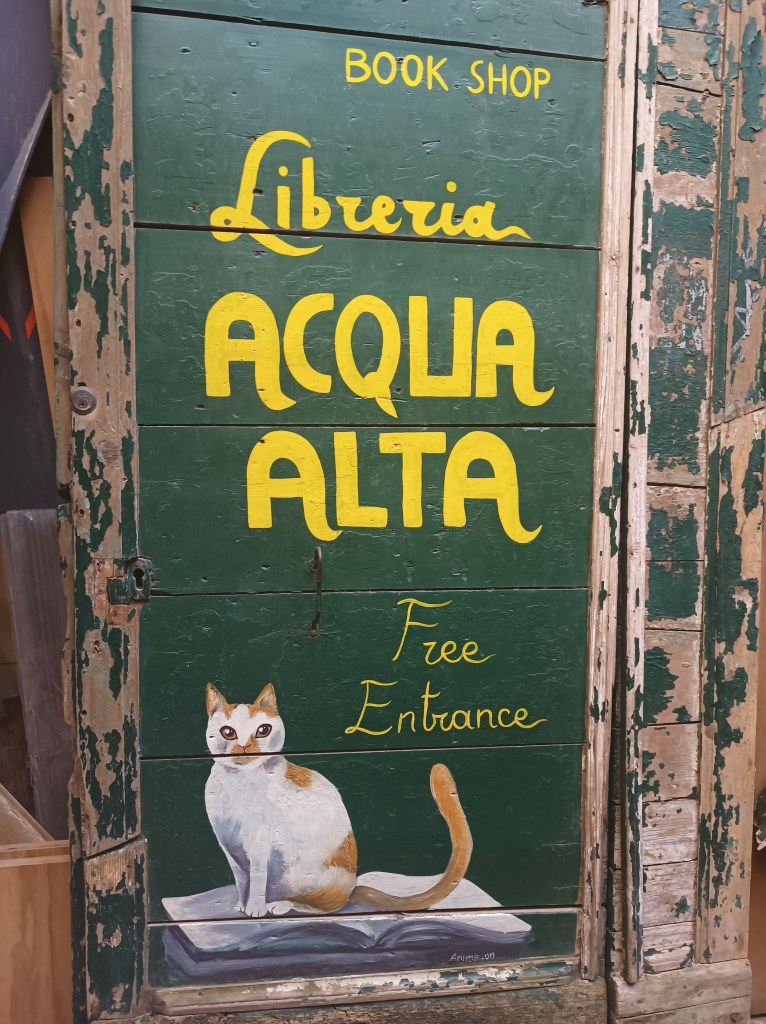 BOOK SHOP
Libreria
ACQUA
ALTA
Free
Entrance